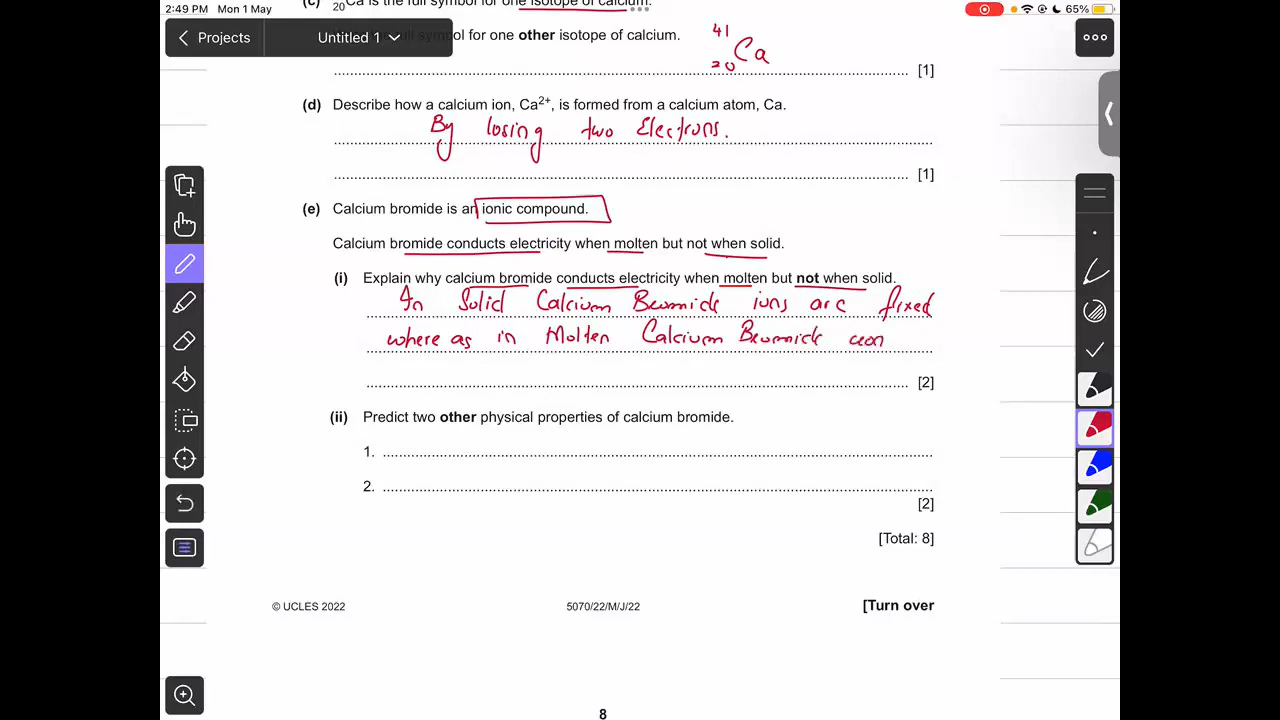 2:49 PM Mon 1 May
65%
(c) 20Ca is the full symbol for one isotope of calcium.
Projects
Untitled 1
symbol for one other isotope of calcium.
41
20 Ca
[1]
(d) Describe how a calcium ion, Ca²⁺, is formed from a calcium atom, Ca.
By losing two Electrons.
[1]
(e) Calcium bromide is an ionic compound.
Calcium bromide conducts electricity when molten but not when solid.
(i) Explain why calcium bromide conducts electricity when molten but not when solid.
In Solid Calcium Bromide ions are fixed
where as in Molten Calcium Bromide
[2]
(ii) Predict two other physical properties of calcium bromide.
1.
2.
[2]
[Total: 8]
© UCLES 2022
5070/22/M/J/22
[Turn over
8